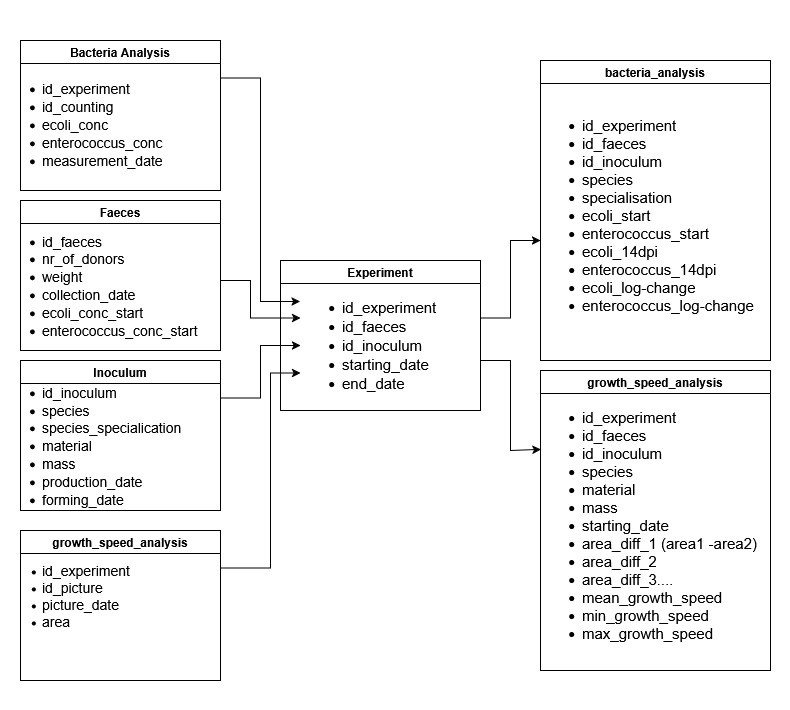 Bacteria Analysis
id_experiment
id_counting
ecoli_conc
enterococcus_conc
measurement_date
Faeces
id_faeces
nr_of_donors
weight
collection_date
ecoli_conc_start
enterococcus_conc_start
Inoculum
id_inoculum
species
species_specialication
material
mass
production_date
forming_date
growth_speed_analysis
id_experiment
id_picture
picture_date
area
Experiment
id_experiment
id_faeces
id_inoculum
starting_date
end_date
bacteria_analysis
id_experiment
id_faeces
id_inoculum
species
specialisation
ecoli_start
enterococcus_start
ecoli_14dpi
enterococcus_14dpi
ecoli_log-change
enterococcus_log-change
growth_speed_analysis
id_experiment
id_faeces
id_inoculum
species
material
mass
starting_date
area_diff_1 (area1 -area2)
area_diff_2
area_diff_3....
mean_growth_speed
min_growth_speed
max_growth_speed